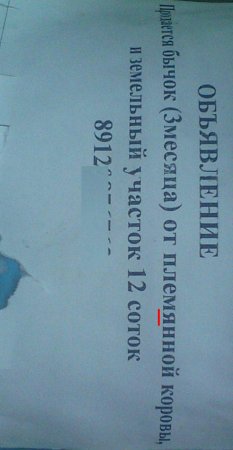 ОБЪЯВЛЕНИЕ
Продается бычок (3месяца) от племянной коровы,
и земельный участок 12 соток
8912